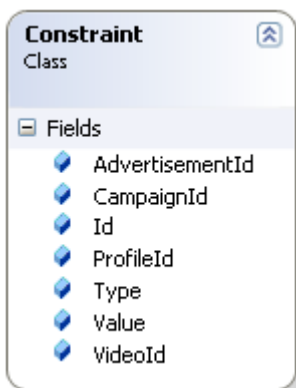 Constraint
Class
Fields
AdvertisementId
CampaignId
Id
ProfileId
Type
Value
VideoId